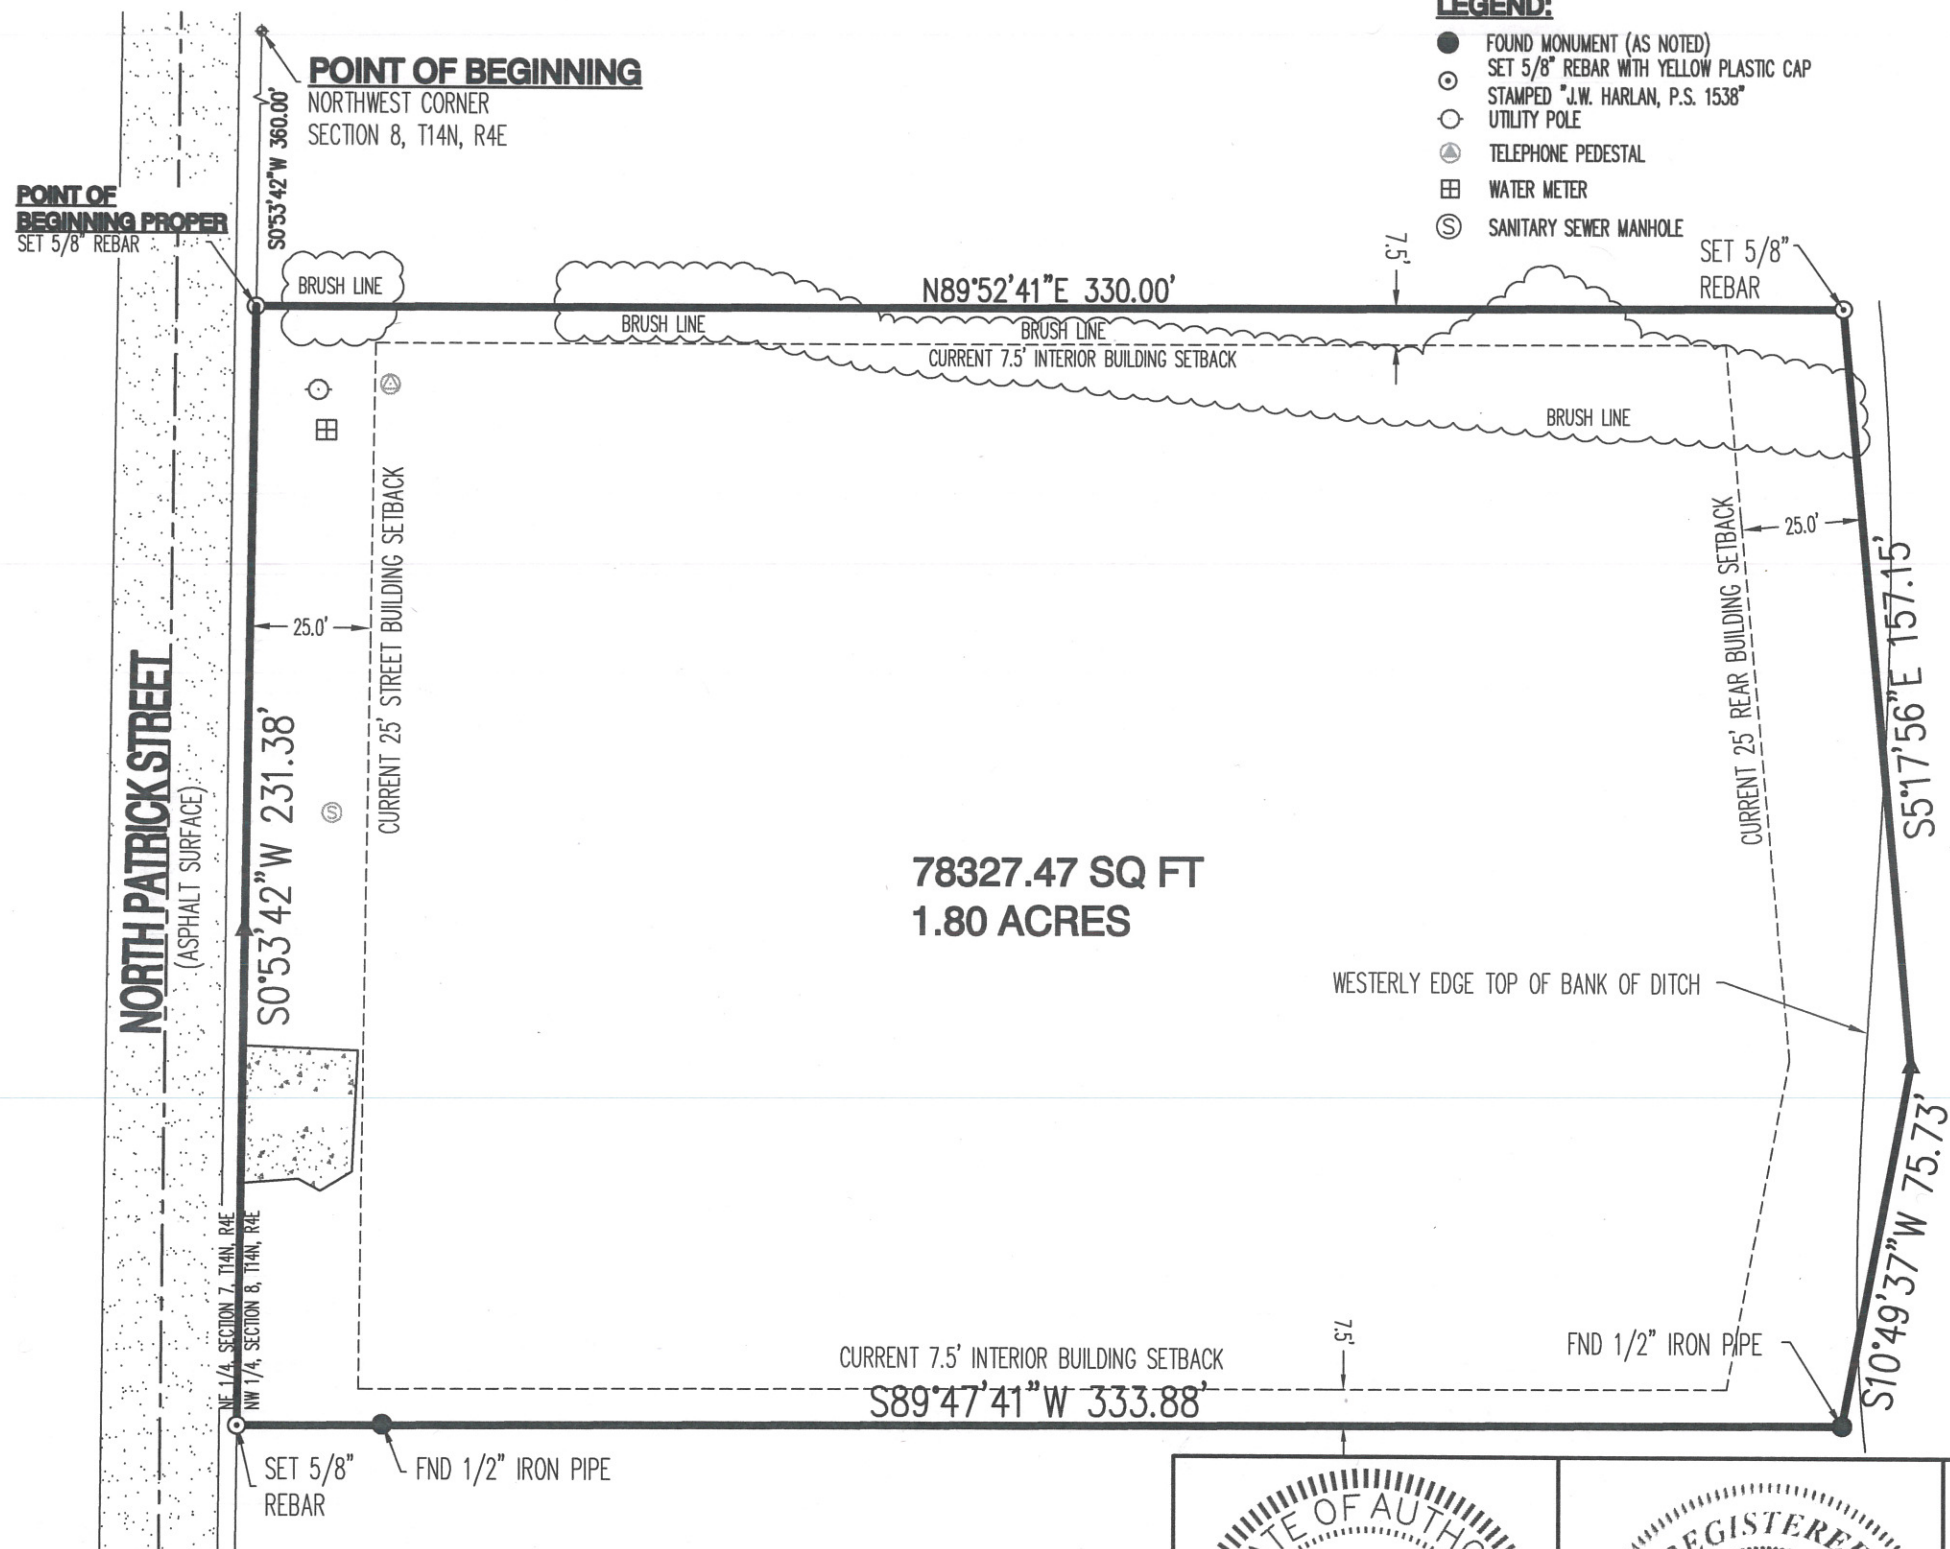 LEGEND:
FOUND MONUMENT (AS NOTED)
SET 5/8" REBAR WITH YELLOW PLASTIC CAP
STAMPED "J.W. HARLAN, P.S. 1538"
UTILITY POLE
TELEPHONE PEDESTAL
WATER METER
S SANITARY SEWER MANHOLE
POINT OF BEGINNING
NORTHWEST CORNER
SECTION 8, T14N, R4E
S0°53'42"W 360.00'
POINT OF
BEGINNING PROPER
SET 5/8" REBAR
SET 5/8"
REBAR
7.5'
BRUSH LINE
N89°52'41"E 330.00'
BRUSH LINE
BRUSH LINE
CURRENT 7.5' INTERIOR BUILDING SETBACK
BRUSH LINE
CURRENT 25' STREET BUILDING SETBACK
25.0'
CURRENT 25' REAR BUILDING SETBACK
25.0'
S5°17'56"E 157.15'
NORTH PATRICK STREET
(ASPHALT SURFACE)
S0°53'42"W 231.38'
S
78327.47 SQ FT
1.80 ACRES
WESTERLY EDGE TOP OF BANK OF DITCH
S10°49'37"W 75.73'
NE 1/4, SECTION 7, T14N, R4E
NW 1/4, SECTION 8, T14N, R4E
CURRENT 7.5' INTERIOR BUILDING SETBACK
7.5'
FND 1/2" IRON PIPE
S89°47'41"W 333.88'
SET 5/8"
REBAR
FND 1/2" IRON PIPE
OF